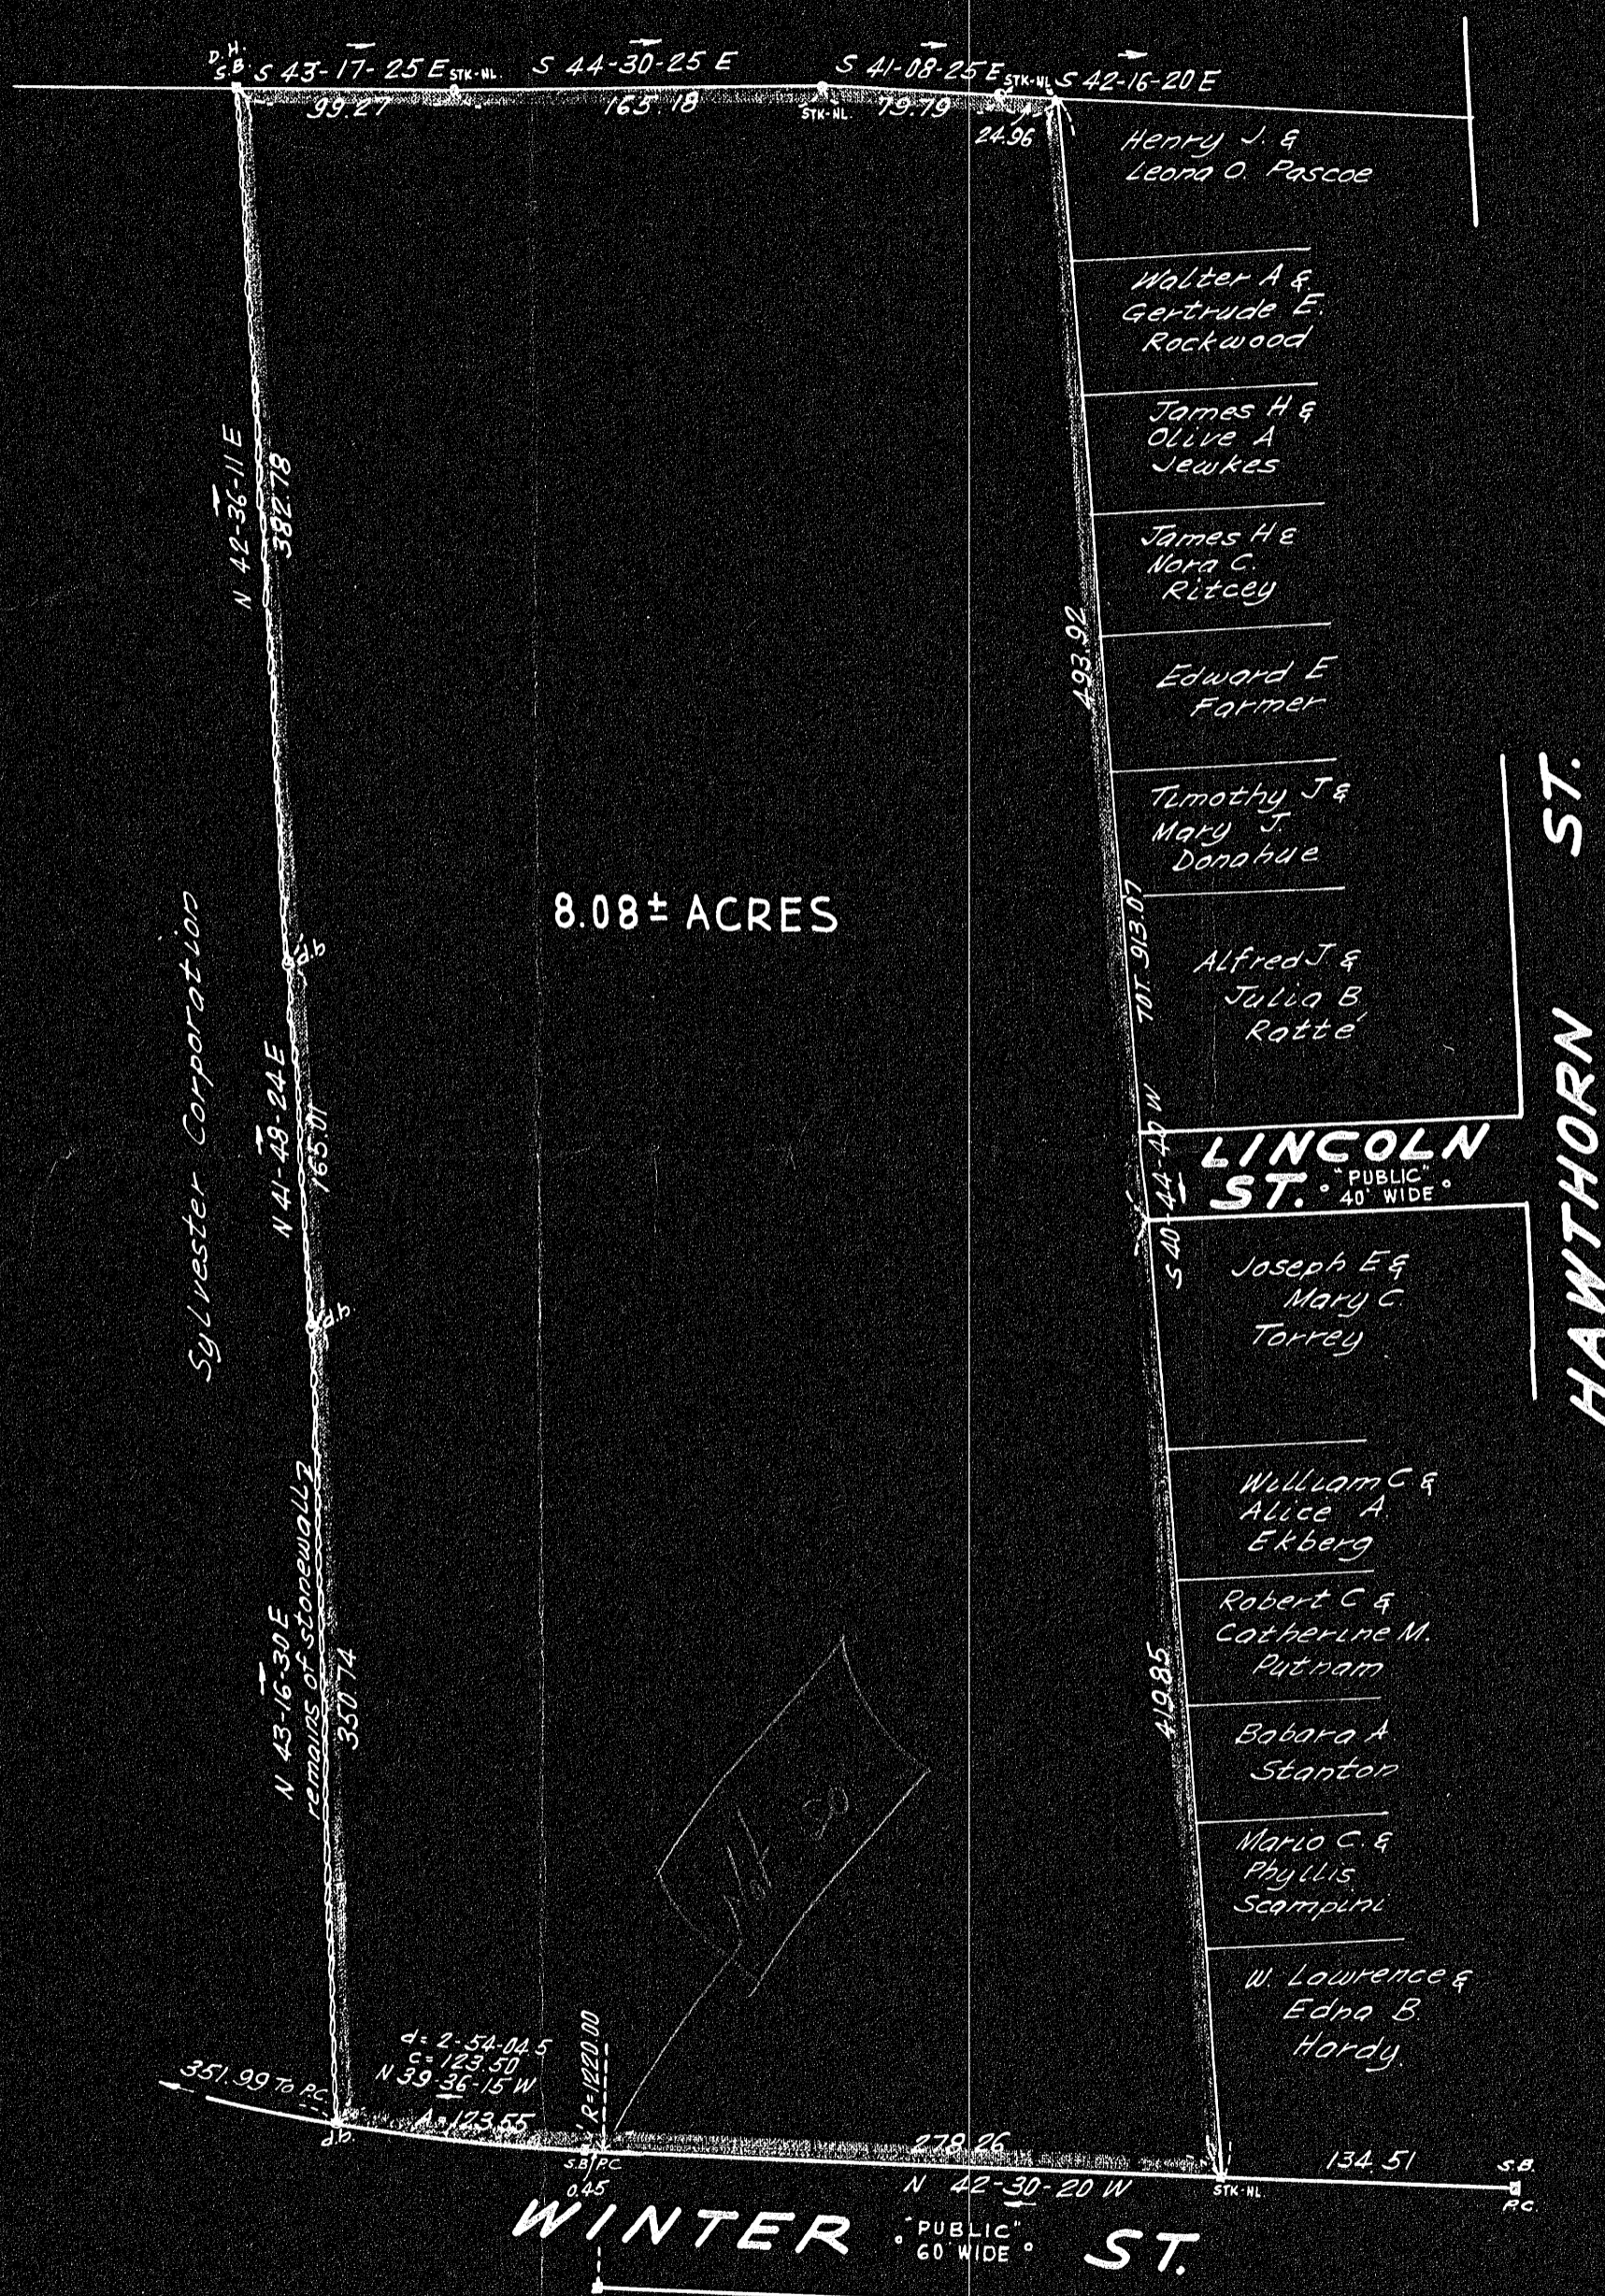 D.H.
S.B.
S 43-17-25 E
STK-NL.
S 44-30-25 E
S 41-08-25 E
STK-NL
S 42-16-20 E
99.27
165.18
STK-NL.
79.79
24.96
Henry J. &
Leona O. Pascoe
Walter A &
Gertrude E.
Rockwood
James H &
Olive A
Jewkes
James H &
Nora C.
Ritcey
Edward E
Farmer
Timothy J &
Mary J.
Donahue
Alfred J &
Julia B.
Ratté
N 42-36-11 E
382.78
493.92
TOT. 913.07
S 40-44-40 W
8.08± ACRES
Sylvester Corporation
d.h.
N 41-48-24 E
165.01
d.h.
LINCOLN
ST.
"PUBLIC"
40' WIDE
HAWTHORN ST.
Joseph E &
Mary C.
Torrey
William C &
Alice A.
Ekberg
Robert C &
Catherine M.
Putnam
Babara A.
Stanton
Mario C. &
Phyllis
Scampini
W. Lawrence &
Edna B.
Hardy.
N 43-16-30 E
remains of stonewall
350.74
419.85
Not so
d= 2-54-04.5
C= 123.50
N 39-36-15 W
A= 123.55
R= 1220.00
351.99 To P.C.
d.h.
S.B.
P.C.
0.45
278.26
N 42-30-20 W
STK-NL.
134.51
S.B.
P.C.
WINTER ST.
"PUBLIC"
60' WIDE